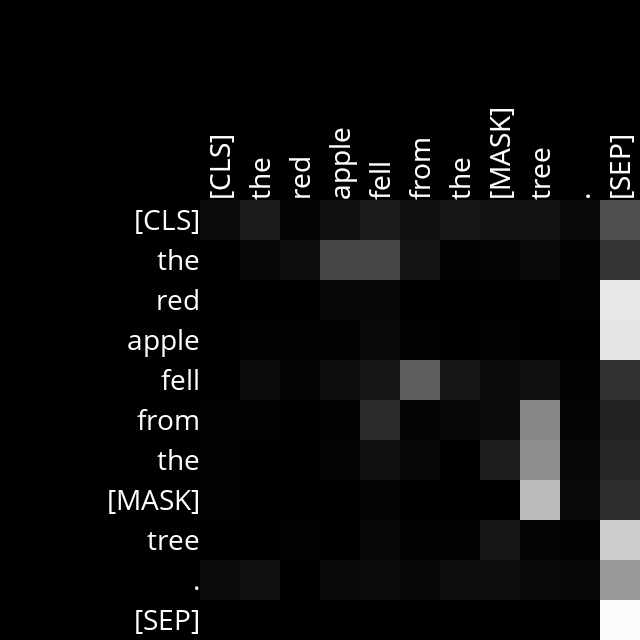 [CLS]
the
red
apple
fell
from
the
[MASK]
tree
.
[SEP]
[CLS]
the
red
apple
fell
from
the
[MASK]
tree
.
[SEP]